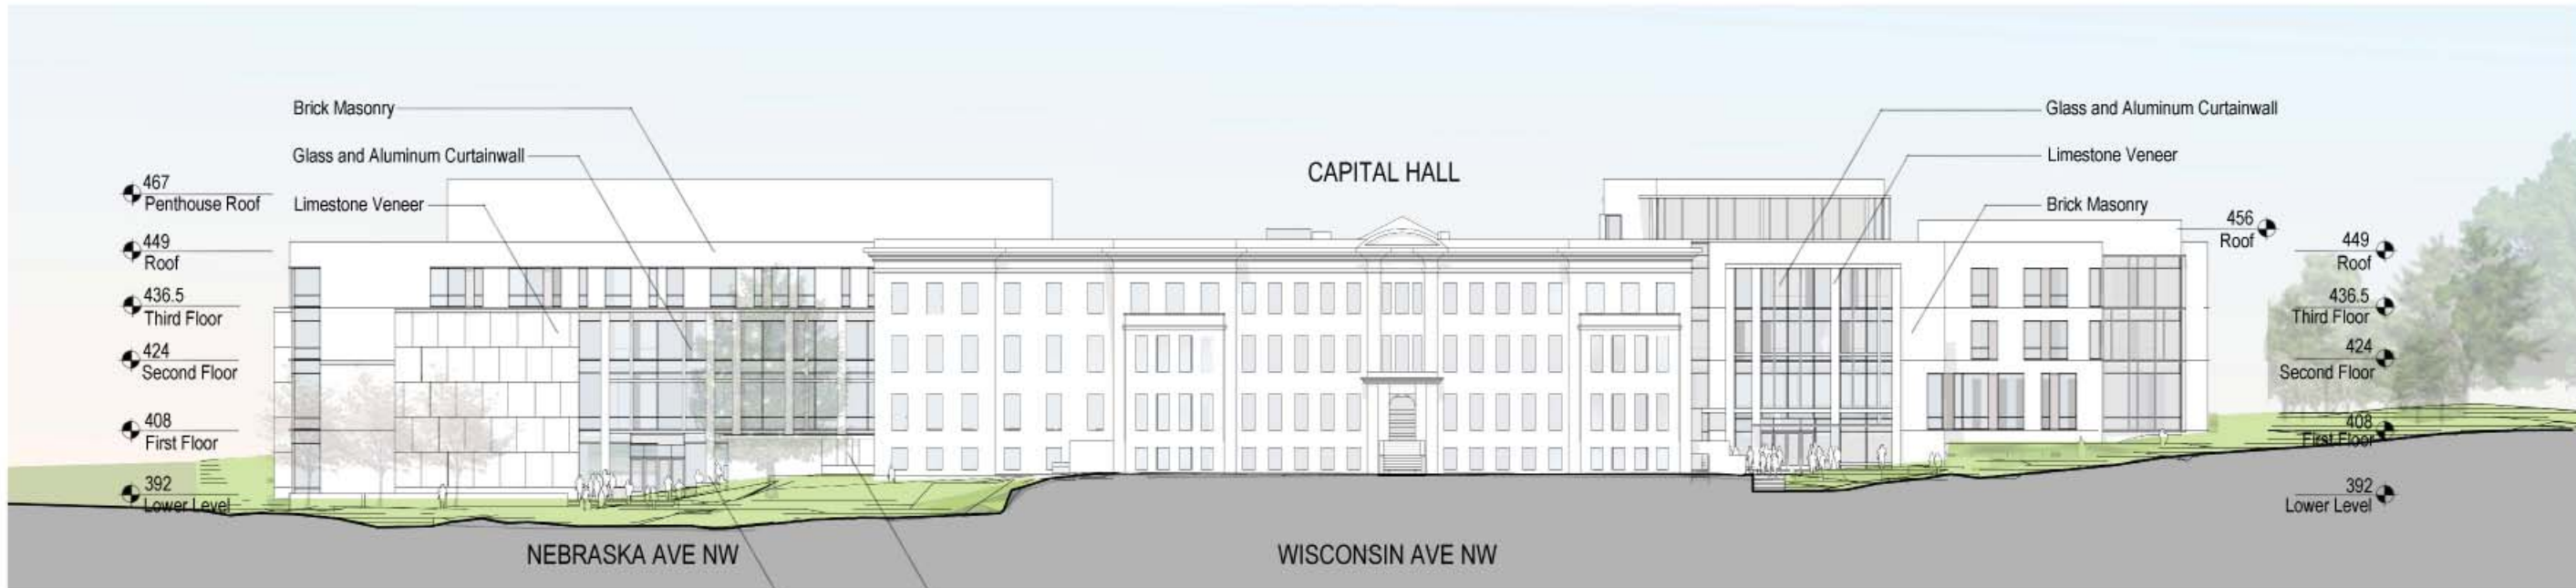 Brick Masonry
Glass and Aluminum Curtainwall
Limestone Veneer
467
Penthouse Roof
449
Roof
436.5
Third Floor
424
Second Floor
408
First Floor
392
Lower Level
CAPITAL HALL
Glass and Aluminum Curtainwall
Limestone Veneer
Brick Masonry
456
Roof
449
Roof
436.5
Third Floor
424
Second Floor
408
First Floor
392
Lower Level
NEBRASKA AVE NW
WISCONSIN AVE NW